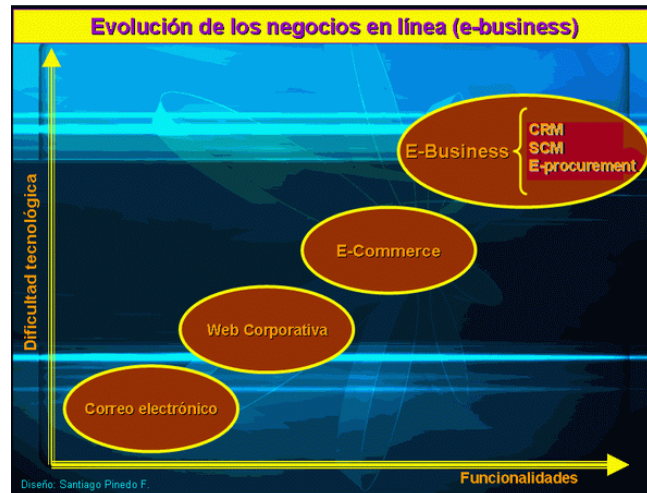 Evolución de los negocios en línea (e-business)
Dificultad tecnológica
E-Business
CRM
SCM
E-procurement
E-Commerce
Web Corporativa
Correo electrónico
Diseño: Santiago Pinedo F.
Funcionalidades